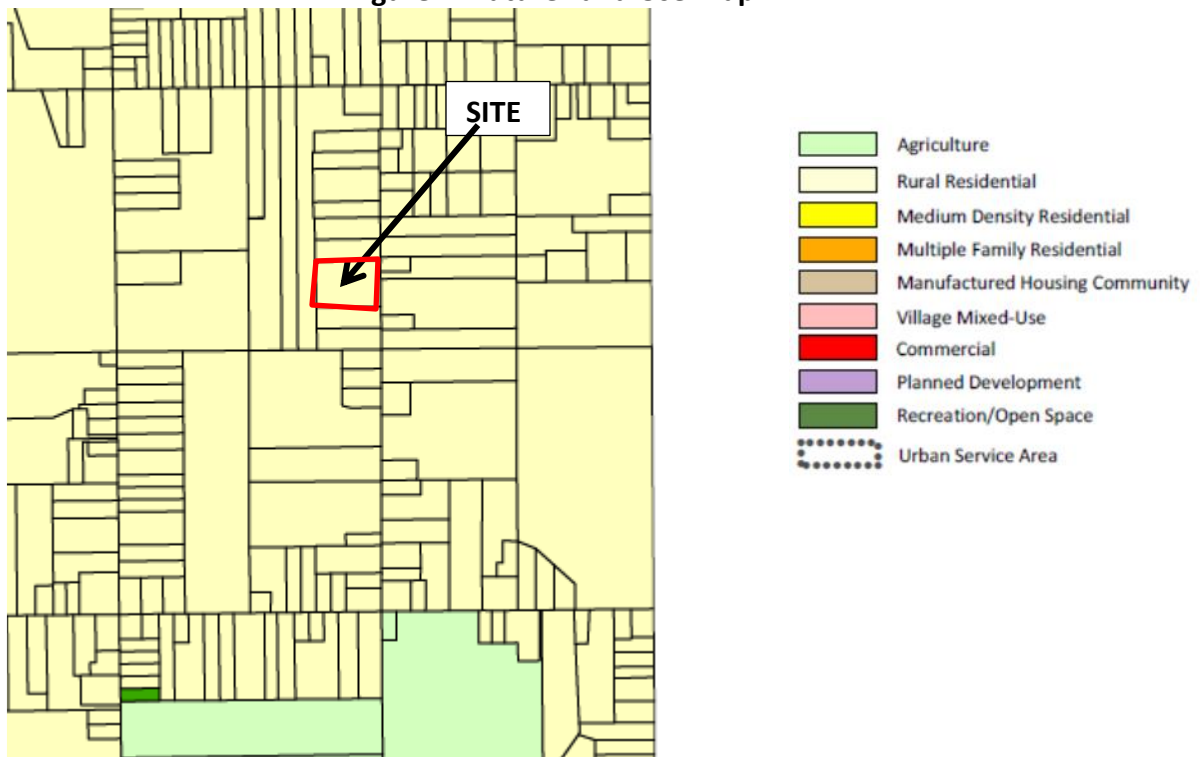 SITE
Agriculture
Rural Residential
Medium Density Residential
Multiple Family Residential
Manufactured Housing Community
Village Mixed-Use
Commercial
Planned Development
Recreation/Open Space
Urban Service Area